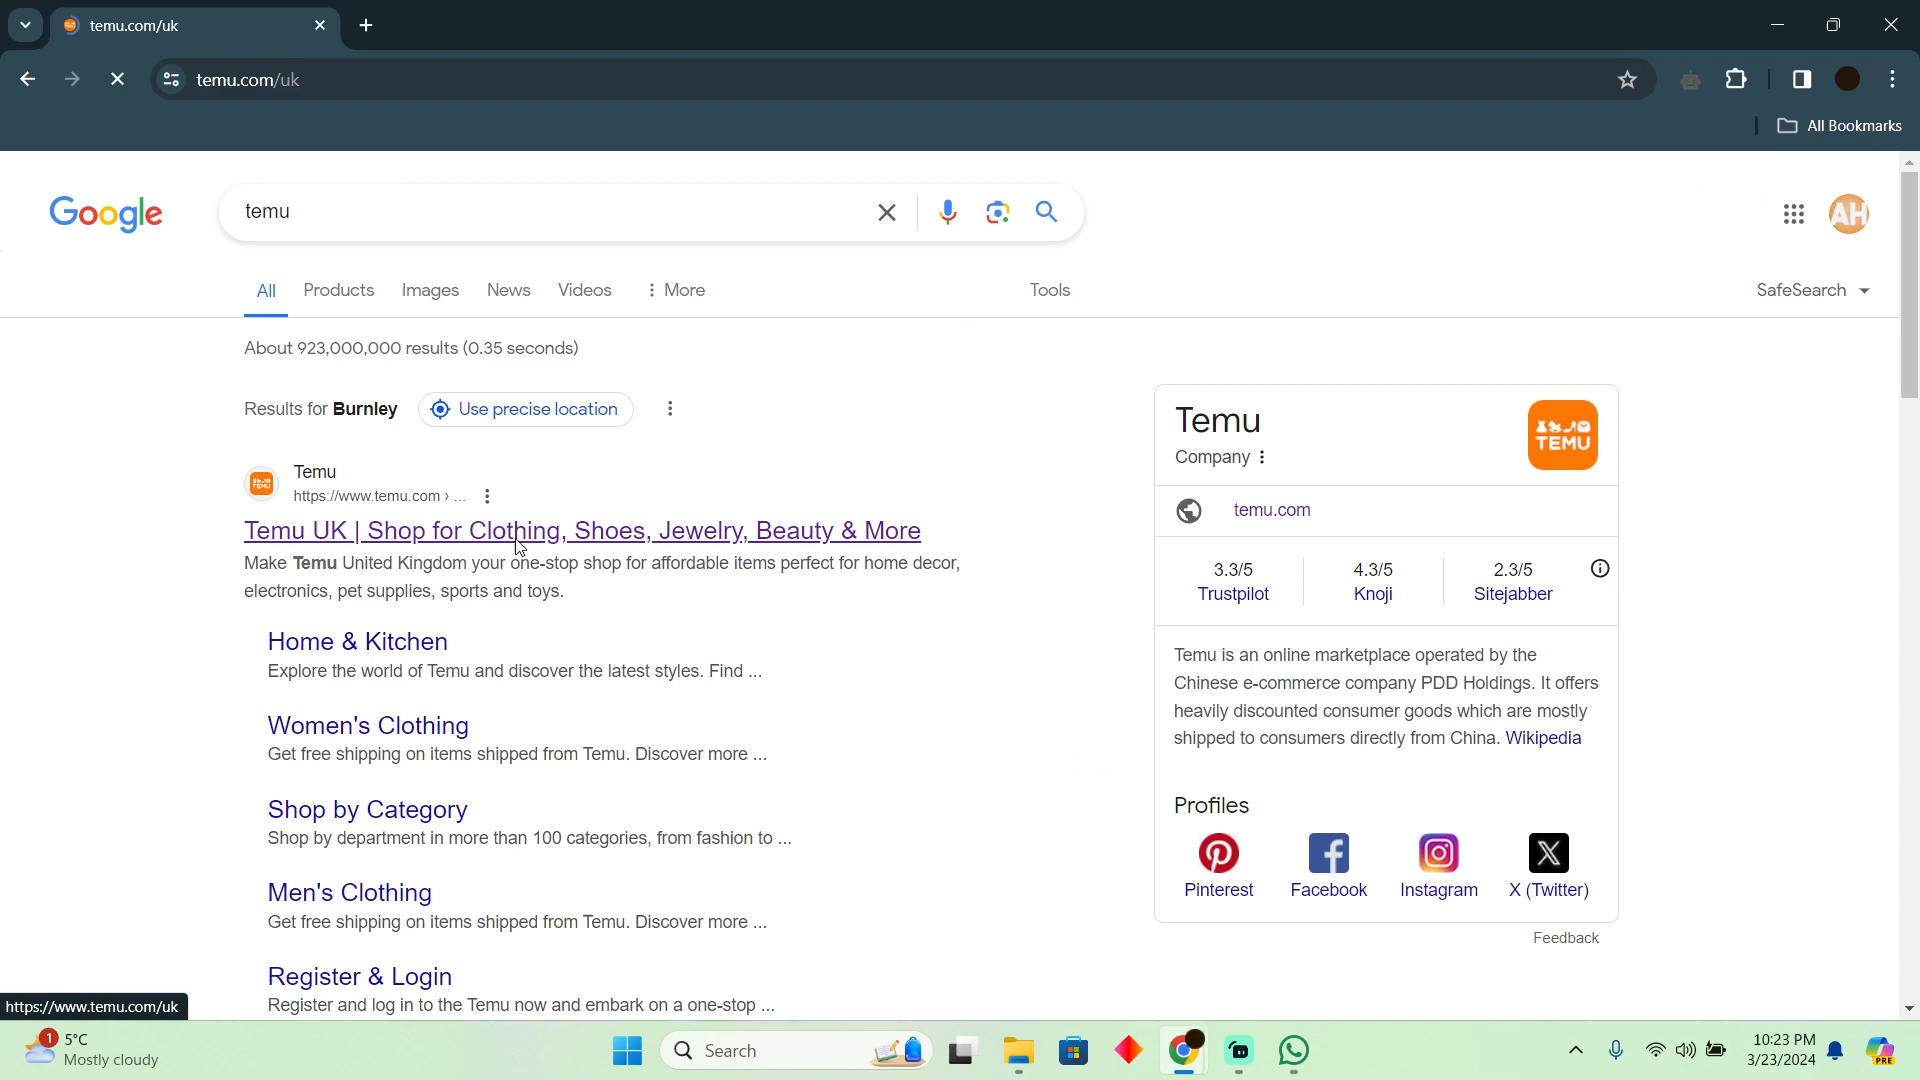 temu.com/uk
temu.com/uk
All Bookmarks
Google
temu
AH
All Products Images News Videos More Tools SafeSearch
About 923,000,000 results (0.35 seconds)
Results for Burnley Use precise location
Temu
https://www.temu.com › ...
Temu UK | Shop for Clothing, Shoes, Jewelry, Beauty & More
Make Temu United Kingdom your one-stop shop for affordable items perfect for home decor,
electronics, pet supplies, sports and toys.
Home & Kitchen
Explore the world of Temu and discover the latest styles. Find ...
Women's Clothing
Get free shipping on items shipped from Temu. Discover more ...
Shop by Category
Shop by department in more than 100 categories, from fashion to ...
Men's Clothing
Get free shipping on items shipped from Temu. Discover more ...
Register & Login
Register and log in to the Temu now and embark on a one-stop ...
Temu
Company
TEMU
temu.com
3.3/5 4.3/5 2.3/5
Trustpilot Knoji Sitejabber
Temu is an online marketplace operated by the
Chinese e-commerce company PDD Holdings. It offers
heavily discounted consumer goods which are mostly
shipped to consumers directly from China. Wikipedia
Profiles
Pinterest Facebook Instagram X (Twitter)
Feedback
https://www.temu.com/uk
1
5°C
Mostly cloudy
Search
10:23 PM
3/23/2024
PRE